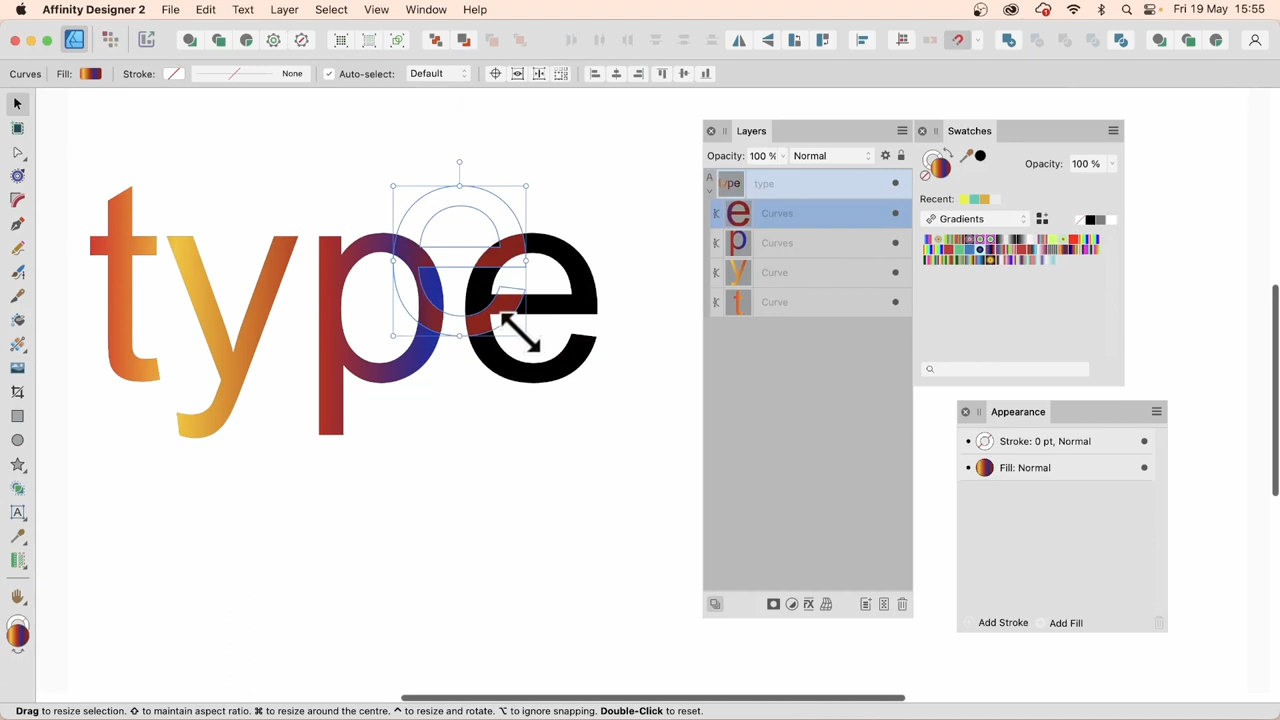 Affinity Designer 2 File Edit Text Layer Select View Window Help Fri 19 May 15:55
Curves Fill: Stroke: None Auto-select: Default
Layers
Opacity: 100 % Normal
A type type
e Curves
p Curves
y Curve
t Curve
Swatches
Opacity: 100 %
Recent:
Gradients
Appearance
Stroke: 0 pt, Normal
Fill: Normal
Add Stroke Add Fill
type
FX
A
Drag to resize selection. ⇧ to maintain aspect ratio. ⌘ to resize around the centre. ^ to resize and rotate. ⌥ to ignore snapping. Double-Click to reset.